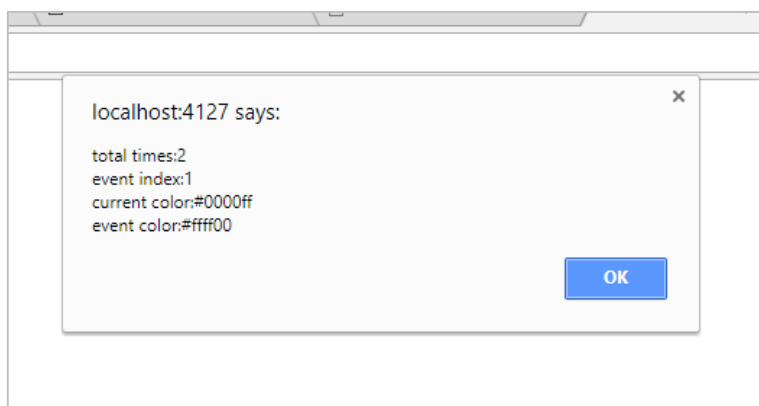 localhost:4127 says:
total times:2
event index:1
current color:#0000ff
event color:#ffff00
OK